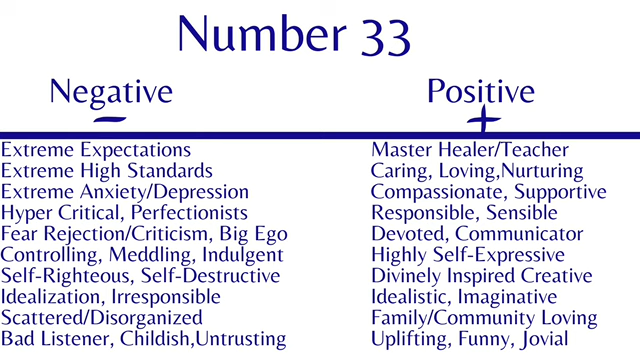 Number 33
Negative
Positive
−
+
Extreme Expectations
Extreme High Standards
Extreme Anxiety/Depression
Hyper Critical, Perfectionists
Fear Rejection/Criticism, Big Ego
Controlling, Meddling, Indulgent
Self-Righteous, Self-Destructive
Idealization, Irresponsible
Scattered/Disorganized
Bad Listener, Childish,Untrusting
Master Healer/Teacher
Caring, Loving,Nurturing
Compassionate, Supportive
Responsible, Sensible
Devoted, Communicator
Highly Self-Expressive
Divinely Inspired Creative
Idealistic, Imaginative
Family/Community Loving
Uplifting, Funny, Jovial